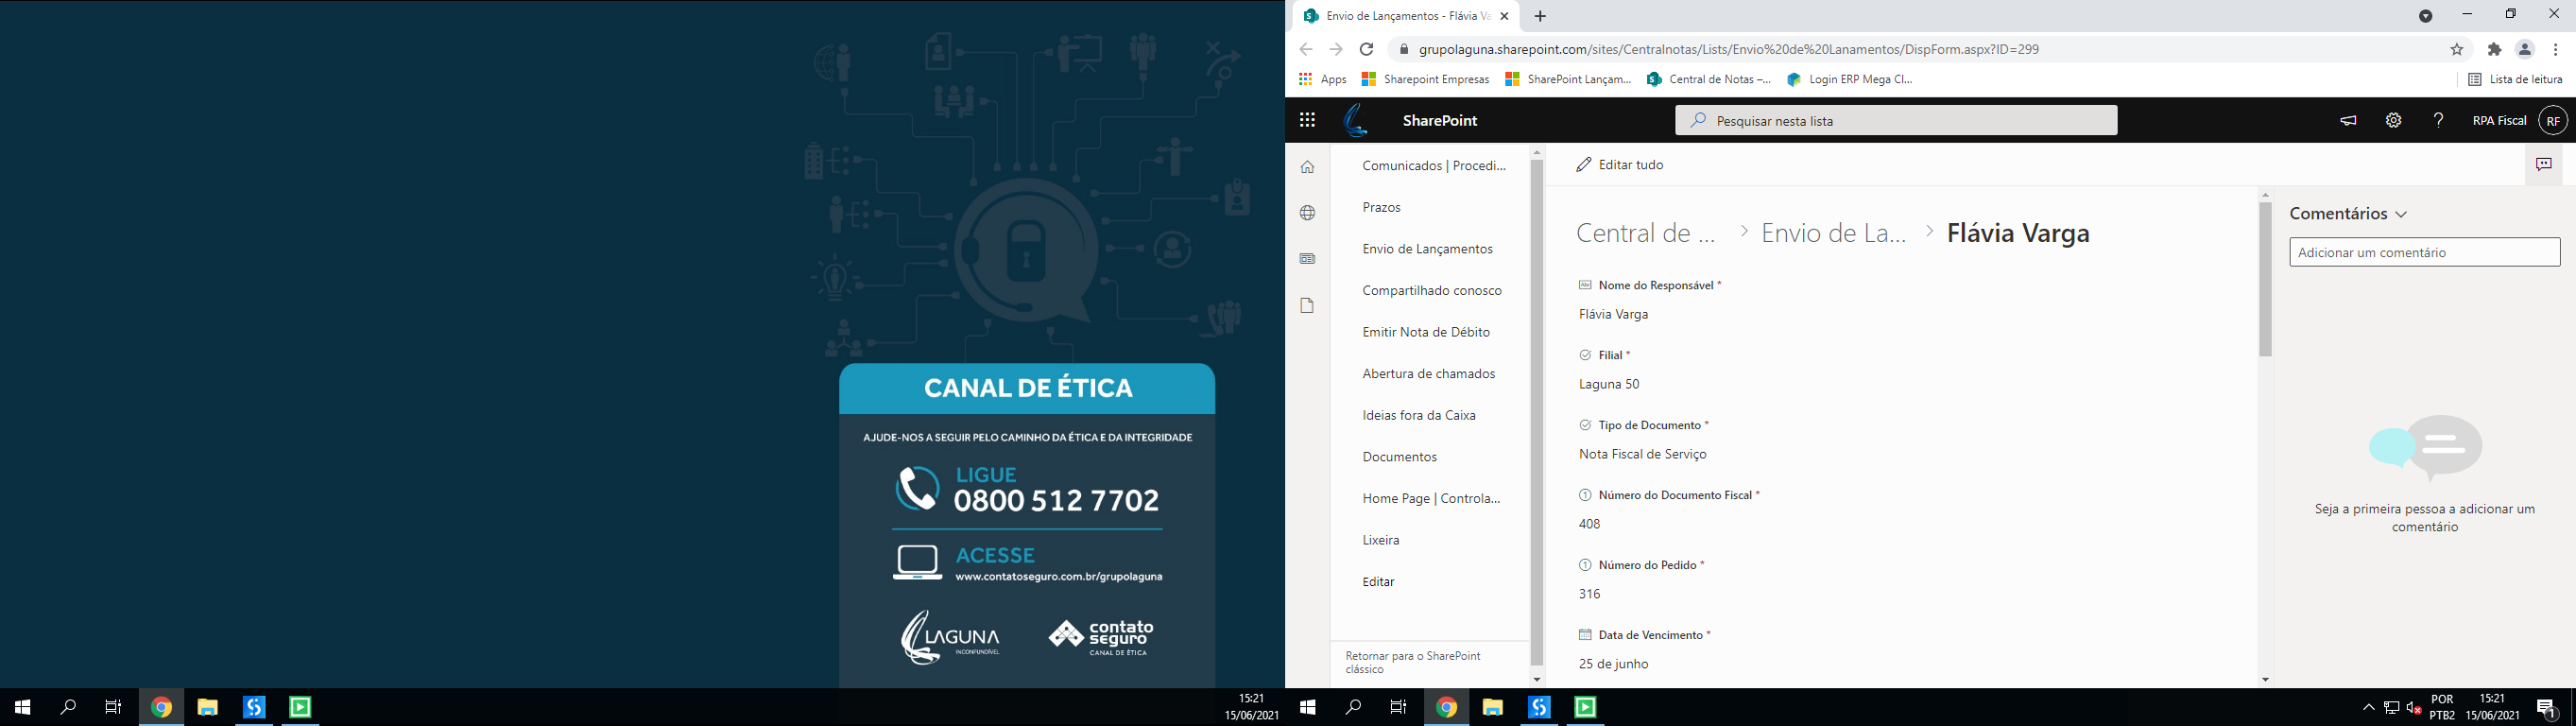 CANAL DE ÉTICA
AJUDE-NOS A SEGUIR PELO CAMINHO DA ÉTICA E DA INTEGRIDADE
LIGUE
0800 512 7702
ACESSE
www.contatoseguro.com.br/grupolaguna
LAGUNA
INCONFUNDÍVEL
contato
seguro
CANAL DE ÉTICA
15:21
15/06/2021
Envio de Lançamentos - Flávia Va
grupolaguna.sharepoint.com/sites/Centralnotas/Lists/Envio%20de%20Lanamentos/DispForm.aspx?ID=299
Apps
Sharepoint Empresas
SharePoint Lançam...
Central de Notas –...
Login ERP Mega Cl...
Lista de leitura
SharePoint
Pesquisar nesta lista
RPA Fiscal
RF
Comunicados | Procedi...
Prazos
Envio de Lançamentos
Compartilhado conosco
Emitir Nota de Débito
Abertura de chamados
Ideias fora da Caixa
Documentos
Home Page | Controla...
Lixeira
Editar
Retornar para o SharePoint
clássico
Editar tudo
Central de ... > Envio de La... > Flávia Varga
Nome do Responsável *
Flávia Varga
Filial *
Laguna 50
Tipo de Documento *
Nota Fiscal de Serviço
Número do Documento Fiscal *
408
Número do Pedido *
316
Data de Vencimento *
25 de junho
Comentários
Adicionar um comentário
Seja a primeira pessoa a adicionar um
comentário
POR
PTB2
15:21
15/06/2021
1